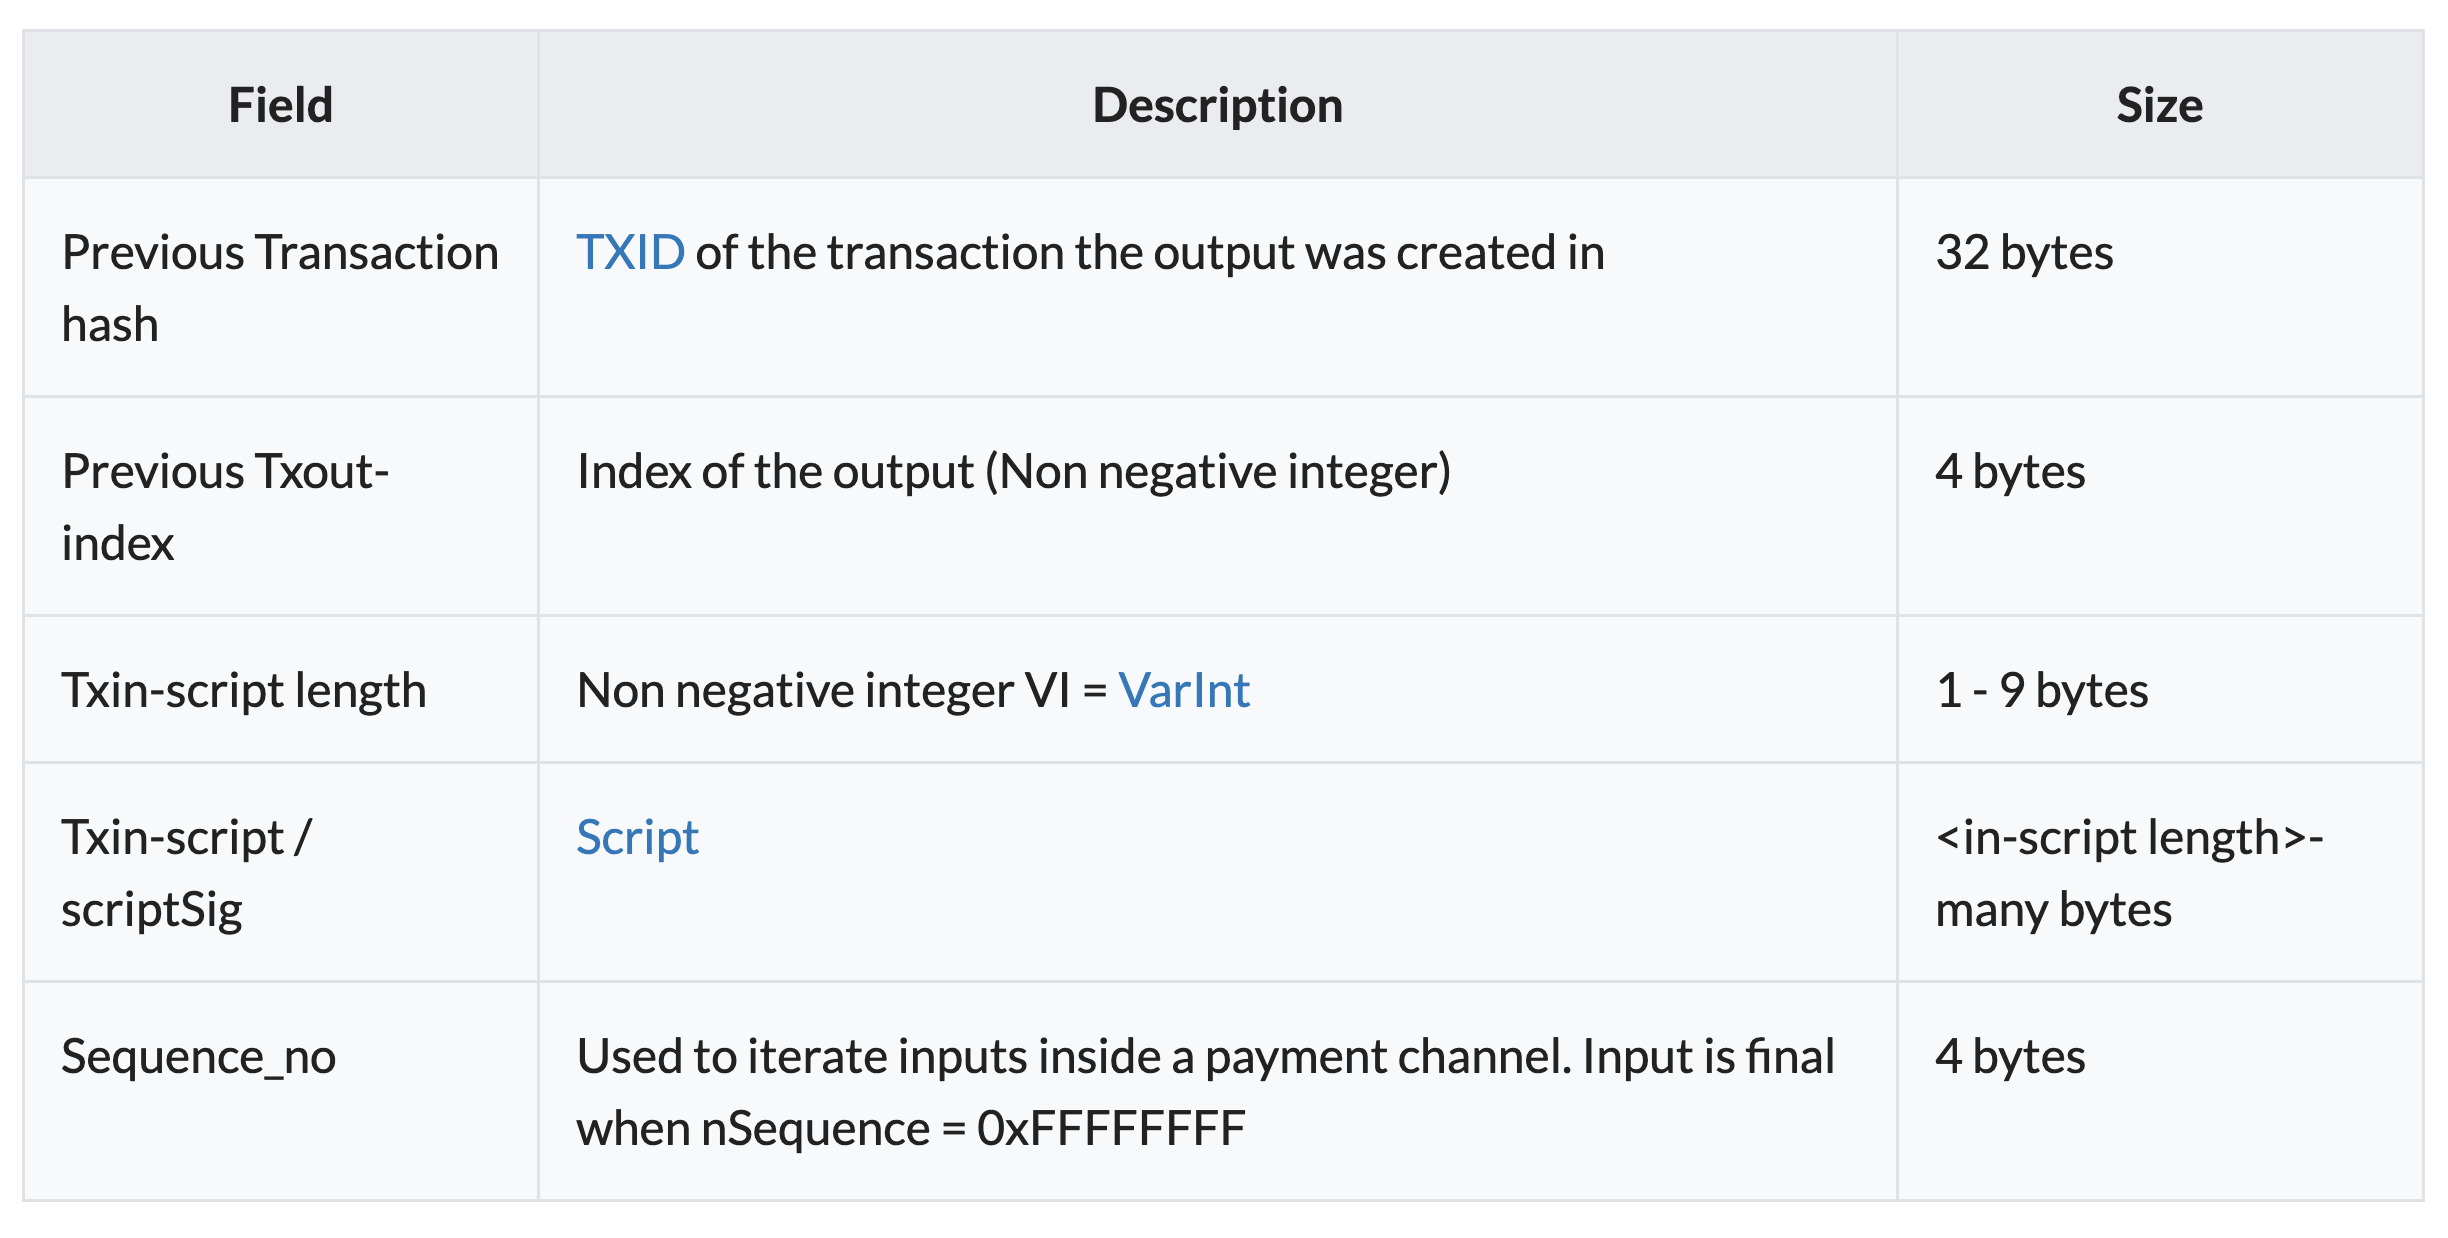 Field Description Size
Previous Transaction TXID of the transaction the output was created in 32 bytes
hash
Previous Txout- Index of the output (Non negative integer) 4 bytes
index
Txin-script length Non negative integer VI = VarInt 1 - 9 bytes
Txin-script / Script <in-script length>-
scriptSig many bytes
Sequence_no Used to iterate inputs inside a payment channel. Input is final 4 bytes
when nSequence = 0xFFFFFFFF